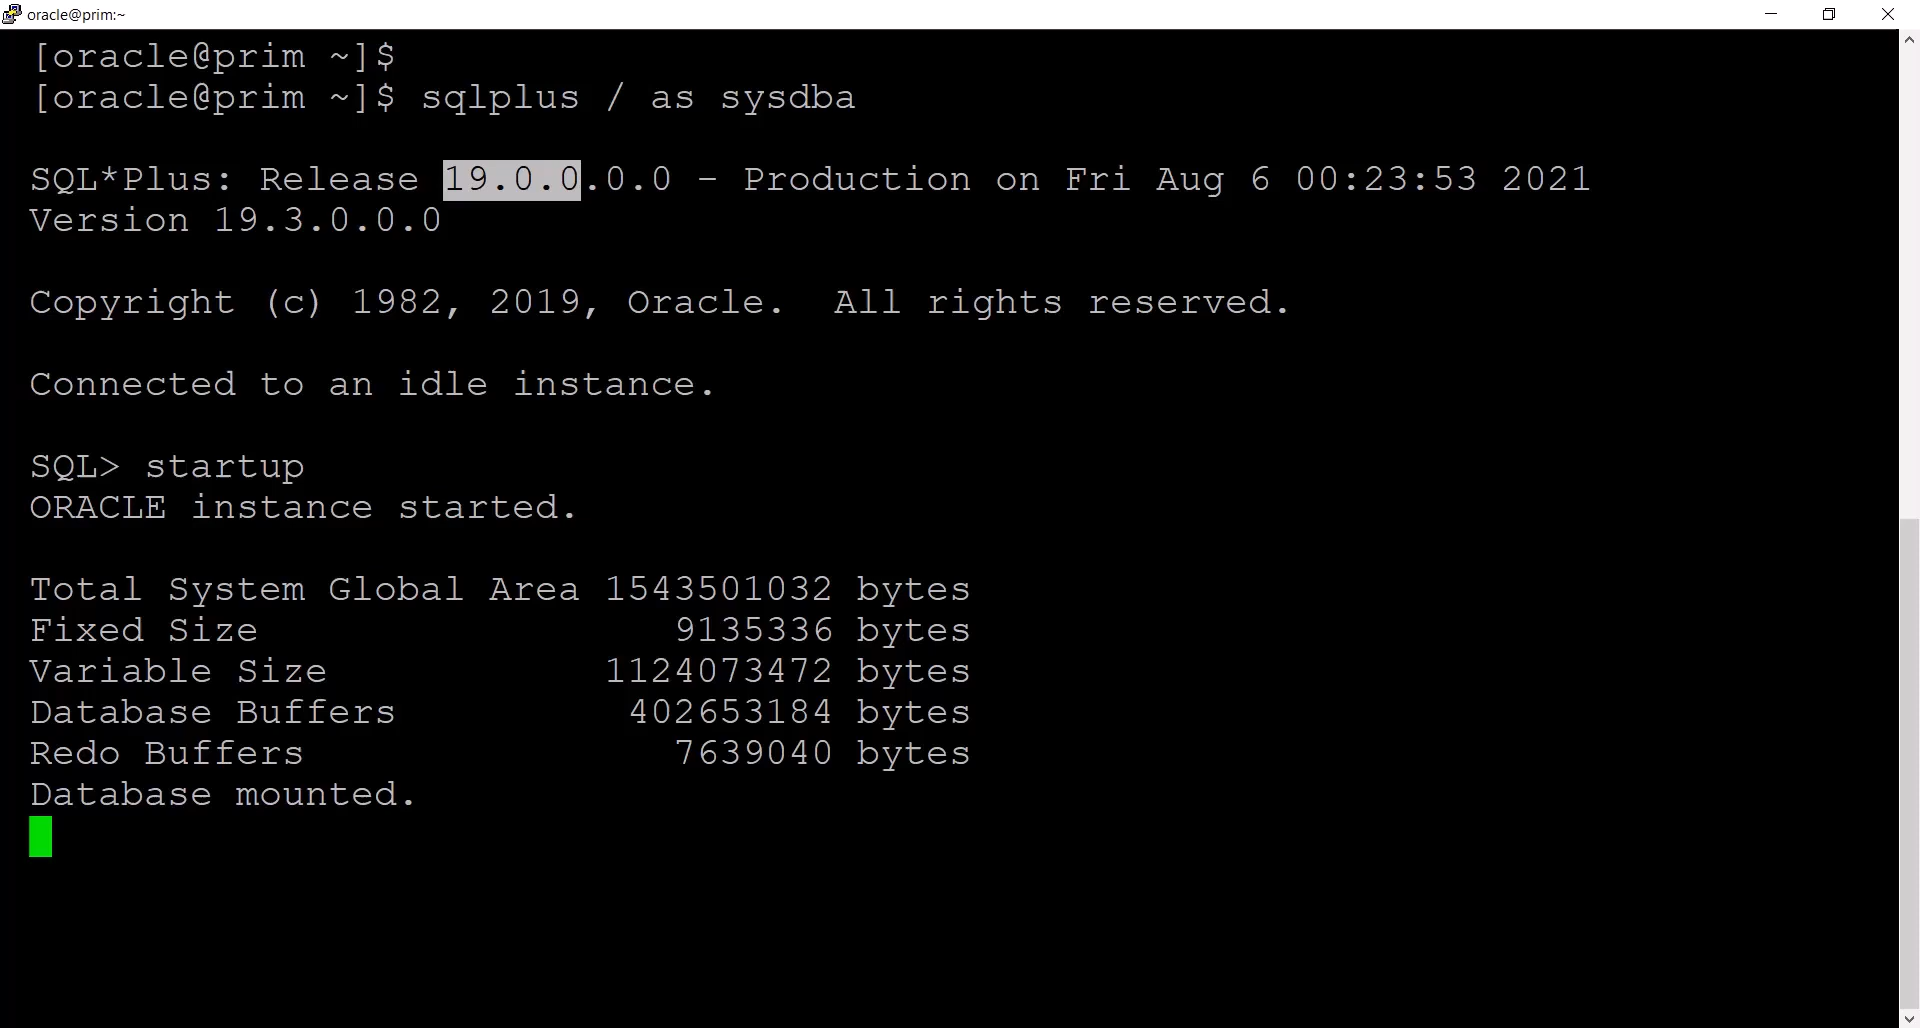 oracle@prim:~
[oracle@prim ~]$
[oracle@prim ~]$ sqlplus / as sysdba
SQL*Plus: Release 19.0.0.0.0 - Production on Fri Aug 6 00:23:53 2021
Version 19.3.0.0.0
Copyright (c) 1982, 2019, Oracle.  All rights reserved.
Connected to an idle instance.
SQL> startup
ORACLE instance started.
Total System Global Area 1543501032 bytes
Fixed Size                  9135336 bytes
Variable Size            1124073472 bytes
Database Buffers          402653184 bytes
Redo Buffers                7639040 bytes
Database mounted.